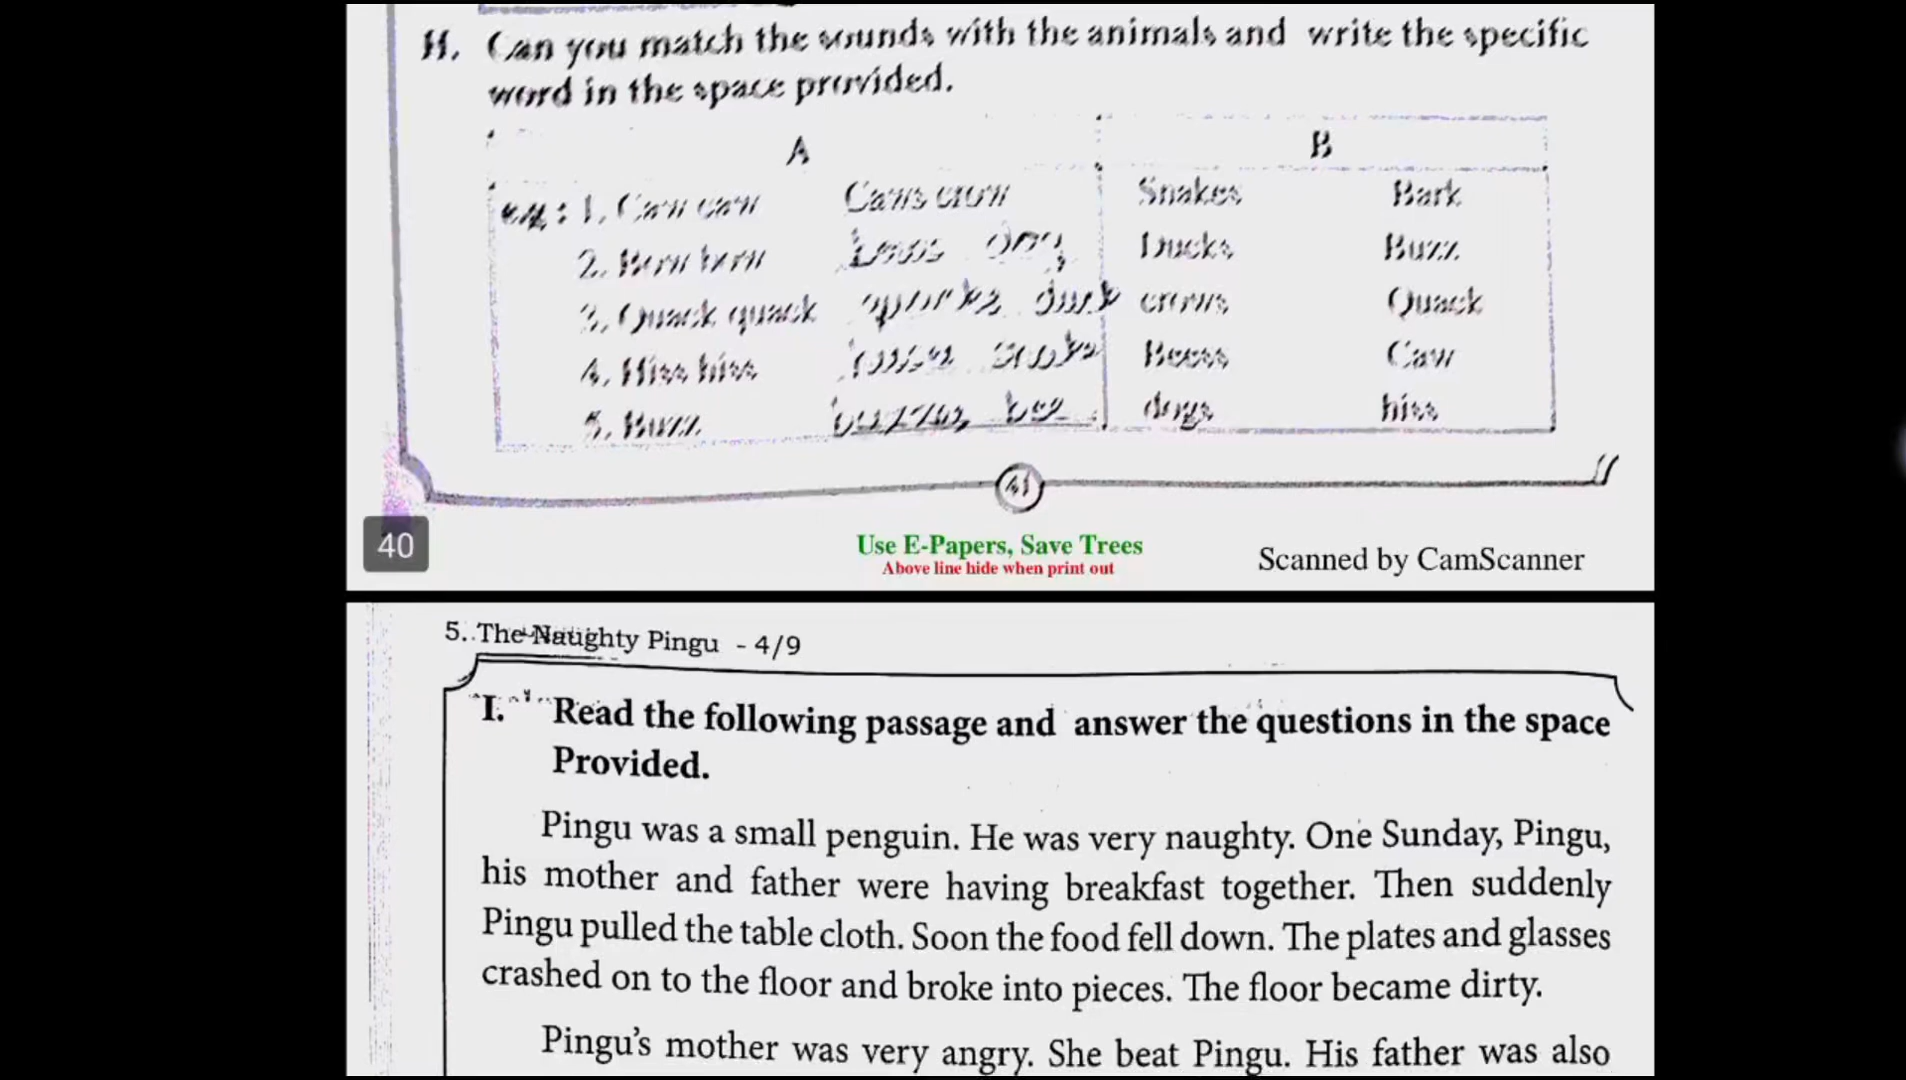 H. Can you match the sounds with the animals and write the specific
word in the space provided.
A B
eg: 1. Caw caw Caws crow Snakes Bark
2. Bow bow dog Ducks Buzz
3. Quack quack duck crows Quack
4. Hiss hiss snake Beess Caw
5. Buzz bee dogs hiss
41
40
Use E-Papers, Save Trees
Above line hide when print out
Scanned by CamScanner
5. The Naughty Pingu - 4/9
I. Read the following passage and answer the questions in the space
Provided.
Pingu was a small penguin. He was very naughty. One Sunday, Pingu,
his mother and father were having breakfast together. Then suddenly
Pingu pulled the table cloth. Soon the food fell down. The plates and glasses
crashed on to the floor and broke into pieces. The floor became dirty.
Pingu’s mother was very angry. She beat Pingu. His father was also